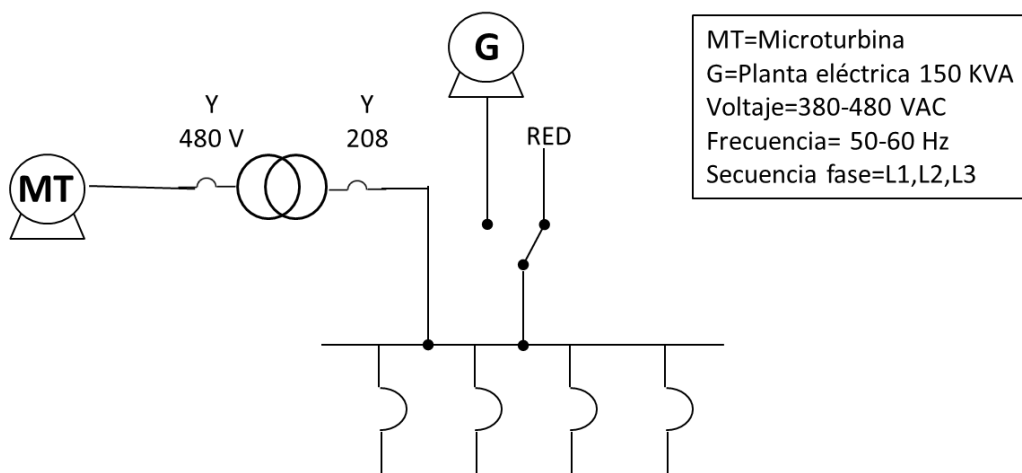 G
MT=Microturbina
G=Planta eléctrica 150 KVA
Voltaje=380-480 VAC
Frecuencia= 50-60 Hz
Secuencia fase=L1,L2,L3
Y
480 V
Y
208
RED
MT